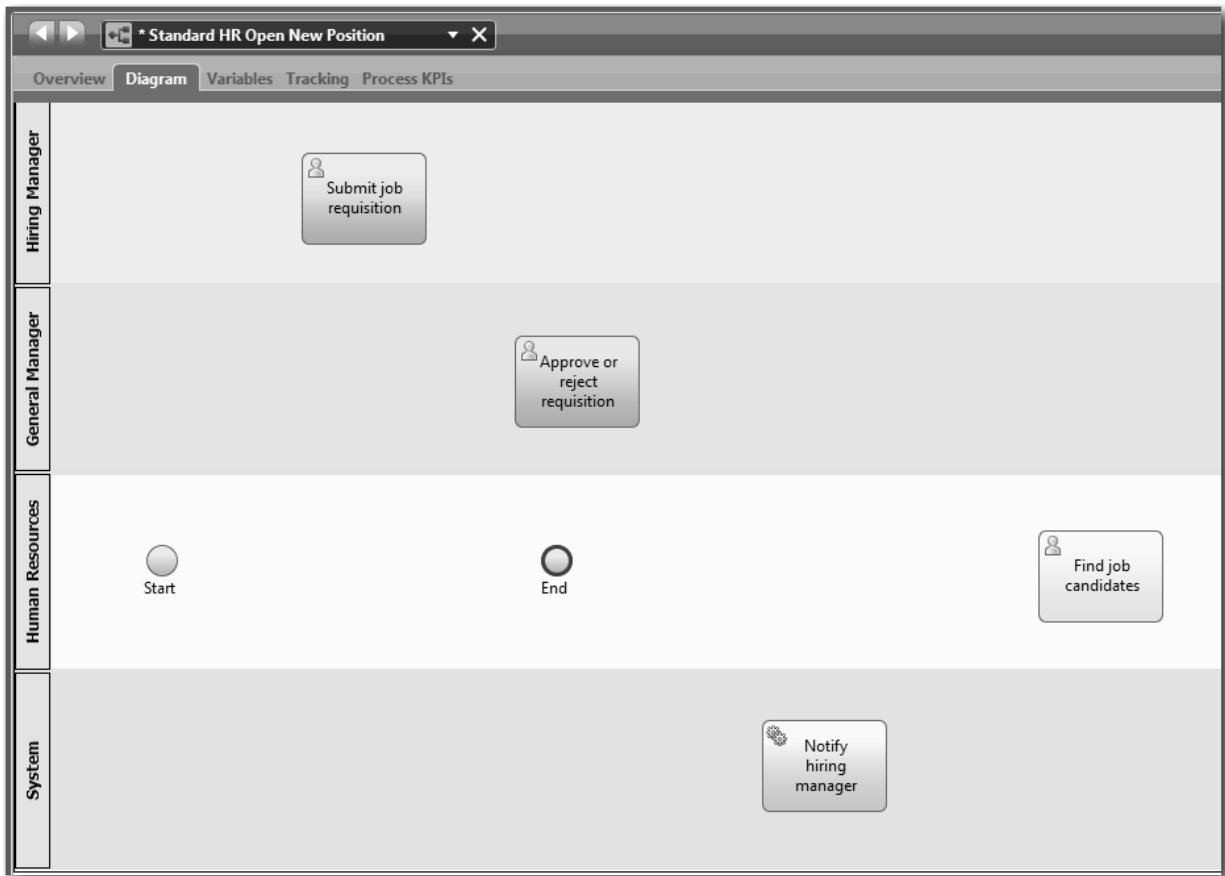 * Standard HR Open New Position
Overview Diagram Variables Tracking Process KPIs
Hiring Manager
Submit job
requisition
General Manager
Approve or
reject
requisition
Human Resources
Start
End
Find job
candidates
System
Notify
hiring
manager